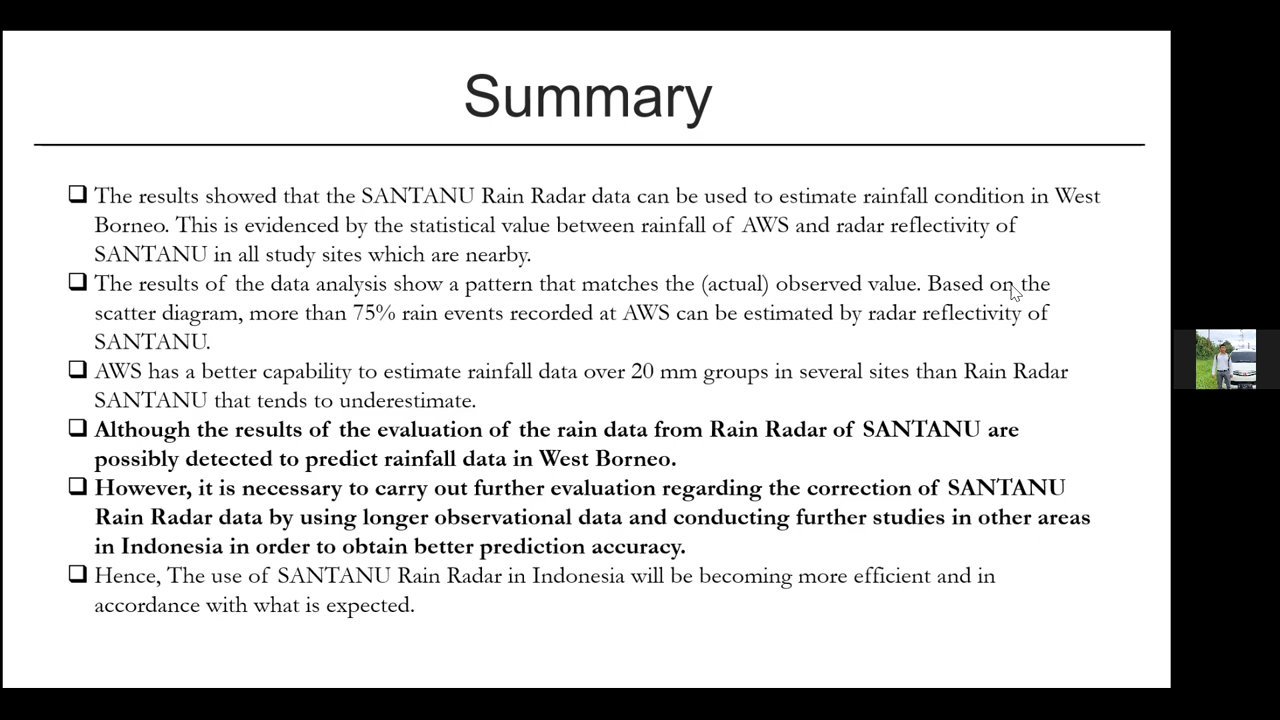 Summary
The results showed that the SANTANU Rain Radar data can be used to estimate rainfall condition in West
Borneo. This is evidenced by the statistical value between rainfall of AWS and radar reflectivity of
SANTANU in all study sites which are nearby.
The results of the data analysis show a pattern that matches the (actual) observed value. Based on the
scatter diagram, more than 75% rain events recorded at AWS can be estimated by radar reflectivity of
SANTANU.
AWS has a better capability to estimate rainfall data over 20 mm groups in several sites than Rain Radar
SANTANU that tends to underestimate.
Although the results of the evaluation of the rain data from Rain Radar of SANTANU are
possibly detected to predict rainfall data in West Borneo.
However, it is necessary to carry out further evaluation regarding the correction of SANTANU
Rain Radar data by using longer observational data and conducting further studies in other areas
in Indonesia in order to obtain better prediction accuracy.
Hence, The use of SANTANU Rain Radar in Indonesia will be becoming more efficient and in
accordance with what is expected.